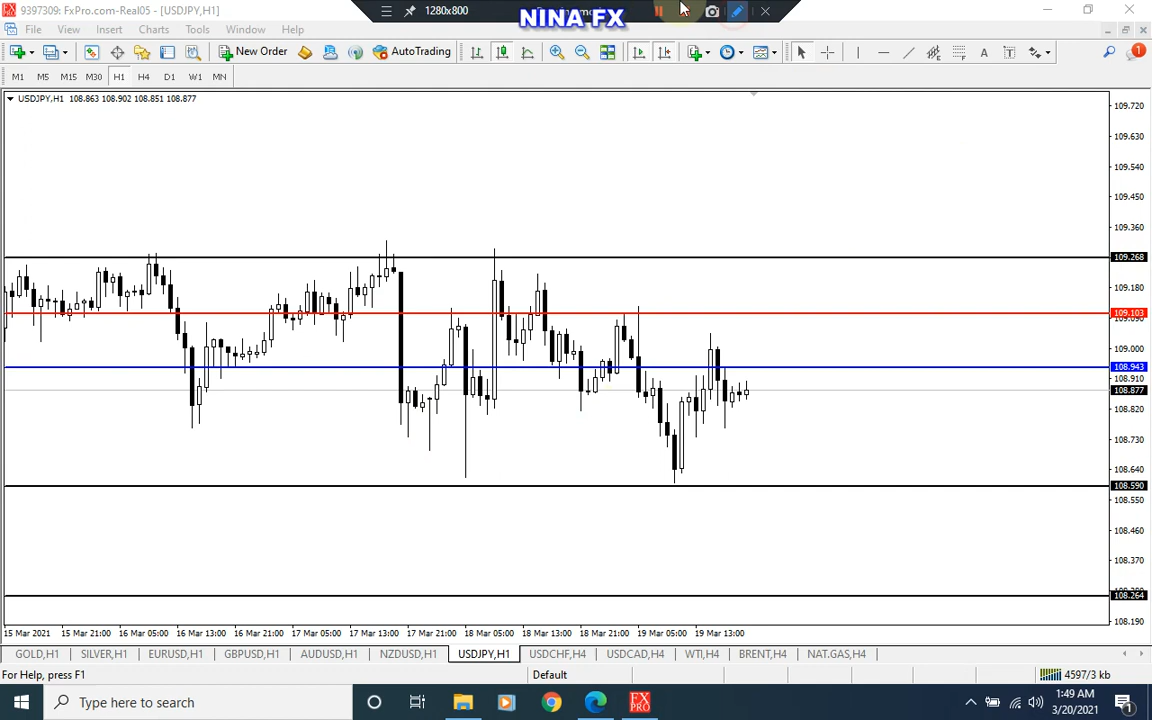 9397309: FxPro.com-Real05 - [USDJPY,H1]
1280x800
NINA FX
File View Insert Charts Tools Window Help
New Order
AutoTrading
1
M1 M5 M15 M30 H1 H4 D1 W1 MN
USDJPY,H1 108.863 108.902 108.851 108.877
109.720
109.630
109.540
109.450
109.360
109.268
109.180
109.103
109.090
109.000
108.943
108.910
108.877
108.820
108.730
108.640
108.590
108.550
108.460
108.370
108.264
108.190
15 Mar 2021 15 Mar 21:00 16 Mar 05:00 16 Mar 13:00 16 Mar 21:00 17 Mar 05:00 17 Mar 13:00 17 Mar 21:00 18 Mar 05:00 18 Mar 13:00 18 Mar 21:00 19 Mar 05:00 19 Mar 13:00
GOLD,H1 SILVER,H1 EURUSD,H1 GBPUSD,H1 AUDUSD,H1 NZDUSD,H1 USDJPY,H1 USDCHF,H4 USDCAD,H4 WTI,H4 BRENT,H4 NAT.GAS,H4
For Help, press F1
Default
4597/3 kb
Type here to search
FX PRO
1:49 AM
3/20/2021
1